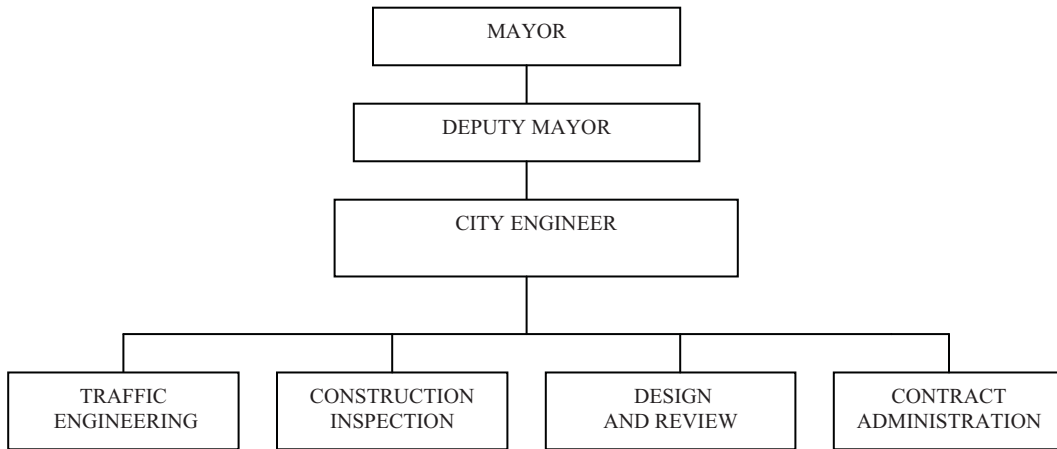 MAYOR
DEPUTY MAYOR
CITY ENGINEER
TRAFFIC
ENGINEERING
CONSTRUCTION
INSPECTION
DESIGN
AND REVIEW
CONTRACT
ADMINISTRATION